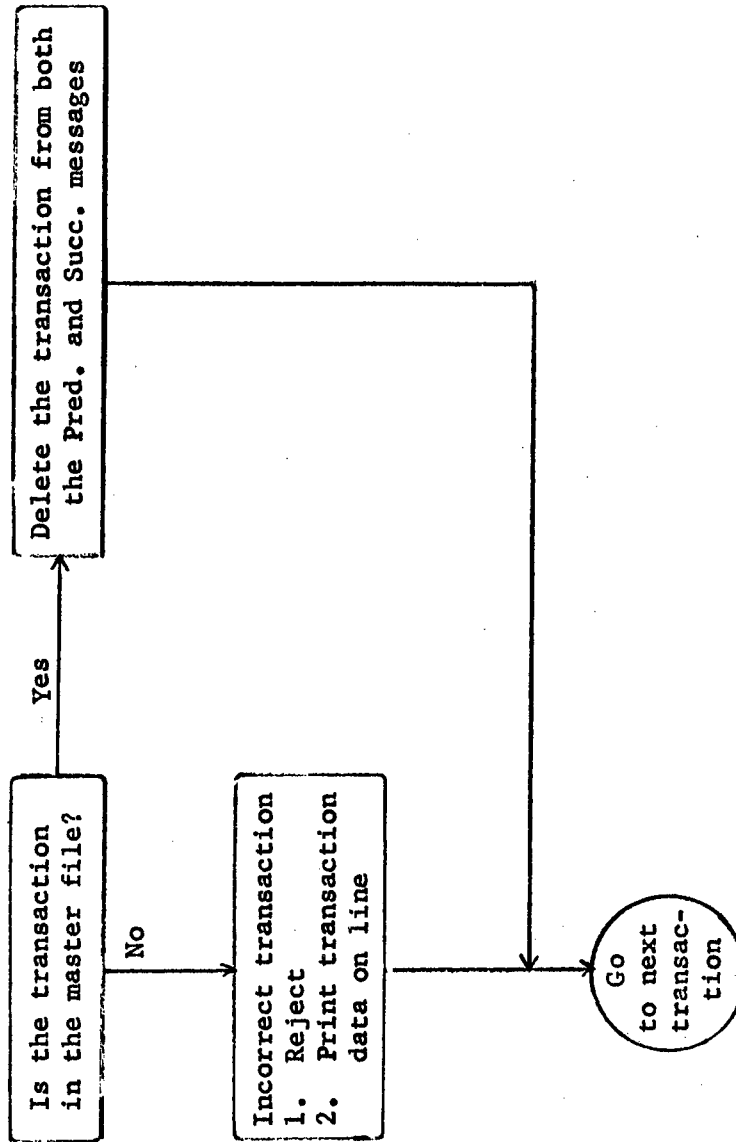 Is the transaction
in the master file?
Yes
Delete the transaction from both
the Pred. and Succ. messages
No
Incorrect transaction
1. Reject
2. Print transaction
data on line
Go
to next
transac-
tion